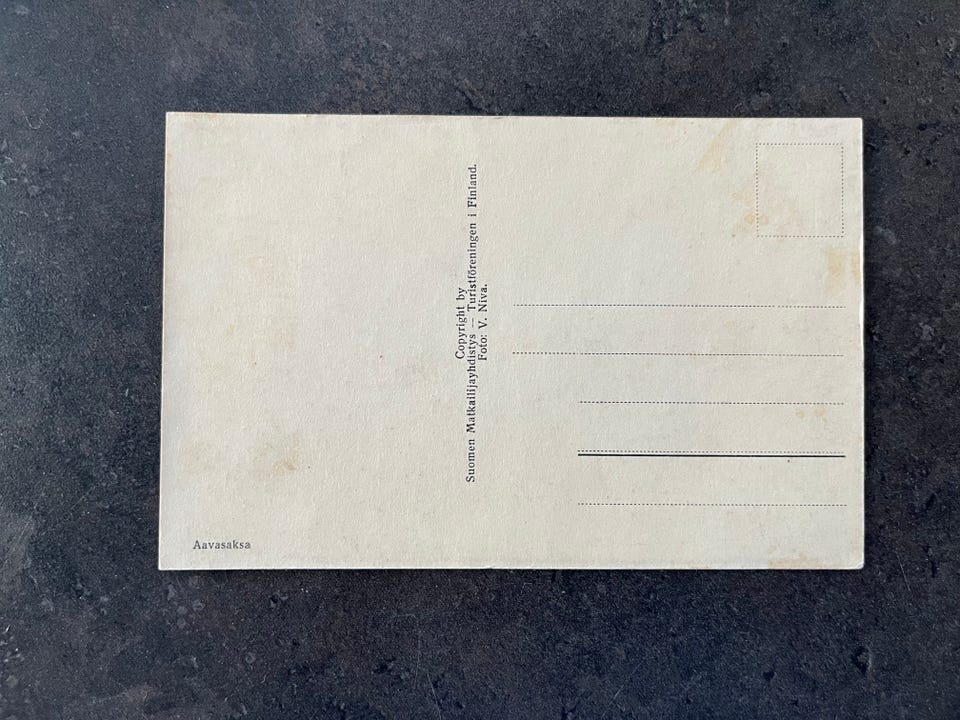 Copyright by
Suomen Matkailijayhdistys — Turistföreningen i Finland.
Foto: V. Niva.
Aavasaksa